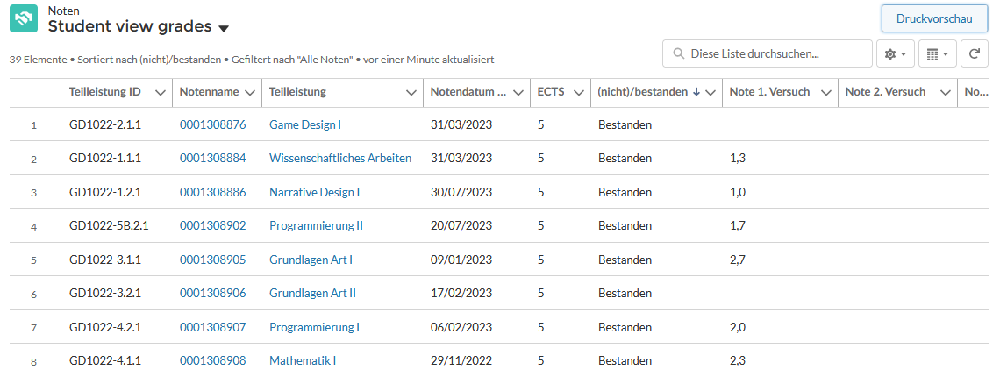 Noten
Student view grades
Druckvorschau
39 Elemente • Sortiert nach (nicht)/bestanden • Gefiltert nach "Alle Noten" • vor einer Minute aktualisiert
Diese Liste durchsuchen...
Teilleistung ID Notenname Teilleistung Notendatum ... ECTS (nicht)/bestanden Note 1. Versuch Note 2. Versuch No...
1 GD1022-2.1.1 0001308876 Game Design I 31/03/2023 5 Bestanden
2 GD1022-1.1.1 0001308884 Wissenschaftliches Arbeiten 31/03/2023 5 Bestanden 1,3
3 GD1022-1.2.1 0001308886 Narrative Design I 30/07/2023 5 Bestanden 1,0
4 GD1022-5B.2.1 0001308902 Programmierung II 20/07/2023 5 Bestanden 1,7
5 GD1022-3.1.1 0001308905 Grundlagen Art I 09/01/2023 5 Bestanden 2,7
6 GD1022-3.2.1 0001308906 Grundlagen Art II 17/02/2023 5 Bestanden
7 GD1022-4.2.1 0001308907 Programmierung I 06/02/2023 5 Bestanden 2,0
8 GD1022-4.1.1 0001308908 Mathematik I 29/11/2022 5 Bestanden 2,3